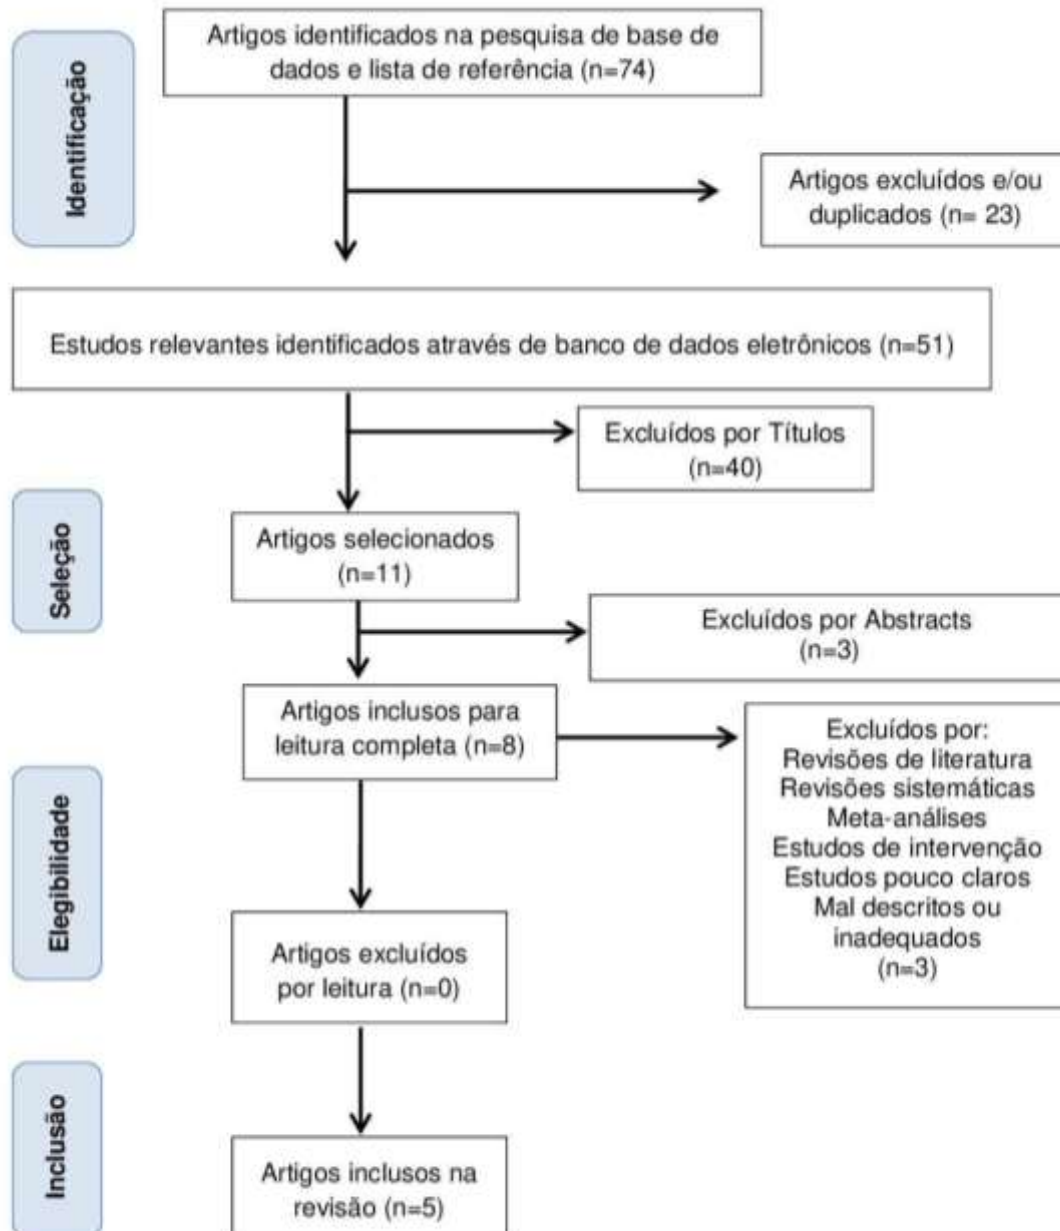 Identificação
Artigos identificados na pesquisa de base de
dados e lista de referência (n=74)
Artigos excluídos e/ou
duplicados (n= 23)
Estudos relevantes identificados através de banco de dados eletrônicos (n=51)
Excluídos por Títulos
(n=40)
Seleção
Artigos selecionados
(n=11)
Excluídos por Abstracts
(n=3)
Artigos inclusos para
leitura completa (n=8)
Excluídos por:
Revisões de literatura
Revisões sistemáticas
Meta-análises
Estudos de intervenção
Estudos pouco claros
Mal descritos ou
inadequados
(n=3)
Elegibilidade
Artigos excluídos
por leitura (n=0)
Inclusão
Artigos inclusos na
revisão (n=5)